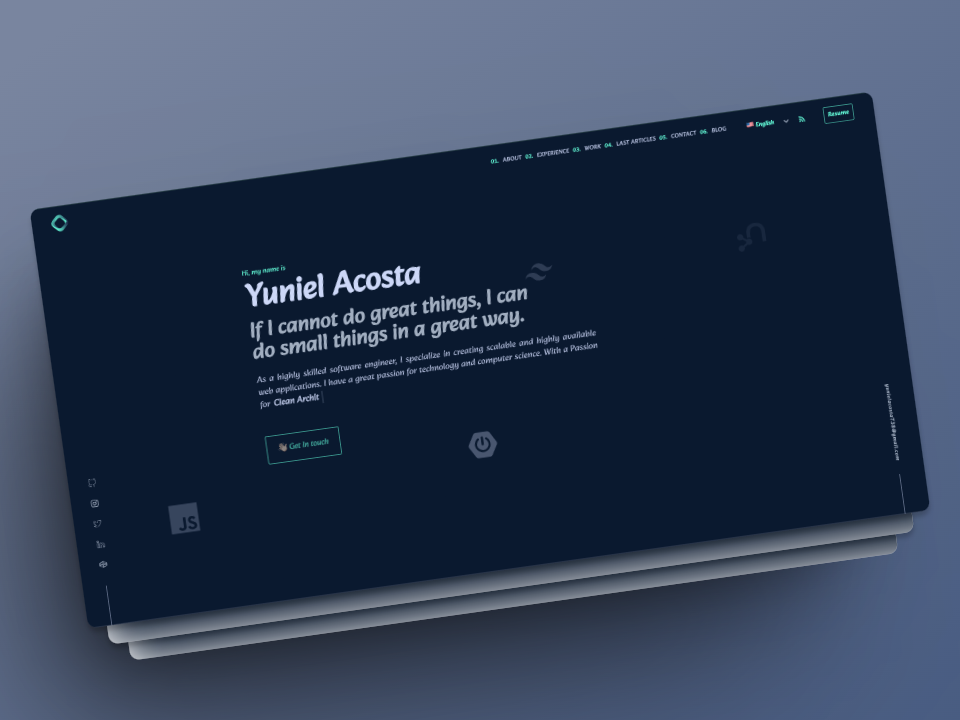 01. ABOUT 02. EXPERIENCE 03. WORK 04. LAST ARTICLES 05. CONTACT 06. BLOG English Resume
Hi, my name is
Yuniel Acosta
If I cannot do great things, I can
do small things in a great way.
As a highly skilled software engineer, I specialize in creating scalable and highly available
web applications. I have a great passion for technology and computer science. With a Passion
for Clean Archit
Get In touch
JS